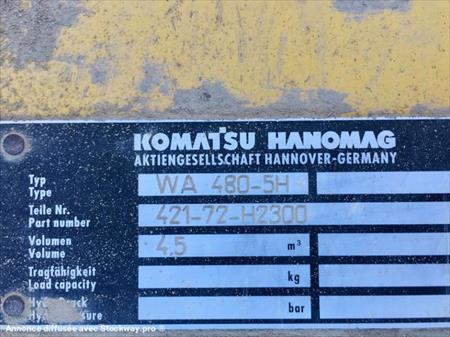 KOMATSU HANOMAG
AKTIENGESELLSCHAFT HANNOVER-GERMANY
Typ
Type
WA 480-5H
Teile Nr.
Part number
421-72-H2300
Volumen
Volume
4,5 m³
Tragfähigkeit
Load capacity
kg
bar
Annonce diffusée avec Stockway.pro ®